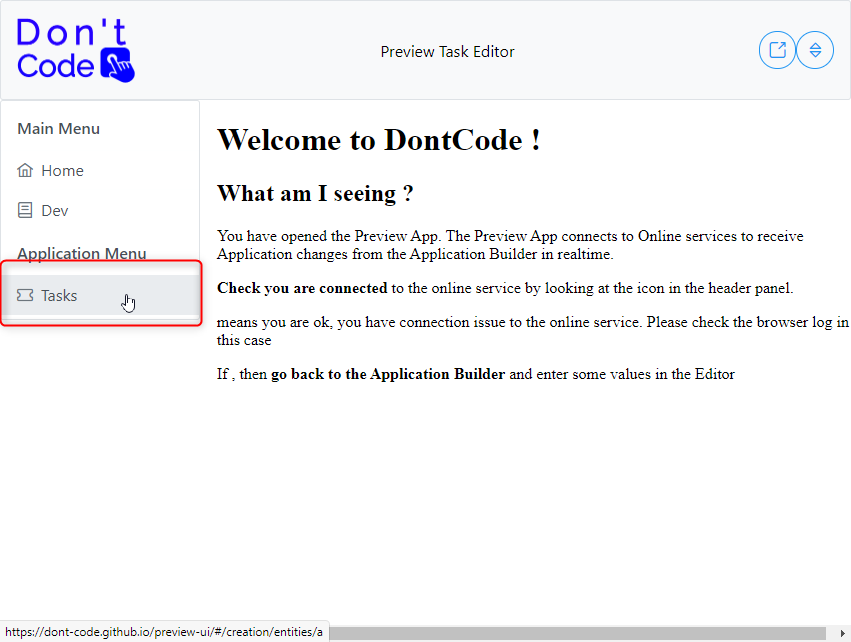 Don't
Code
Preview Task Editor
Main Menu
Home
Dev
Application Menu
Tasks
Welcome to DontCode !
What am I seeing ?
You have opened the Preview App. The Preview App connects to Online services to receive
Application changes from the Application Builder in realtime.
Check you are connected to the online service by looking at the icon in the header panel.
means you are ok, you have connection issue to the online service. Please check the browser log in
this case
If , then go back to the Application Builder and enter some values in the Editor
https://dont-code.github.io/preview-ui/#/creation/entities/a